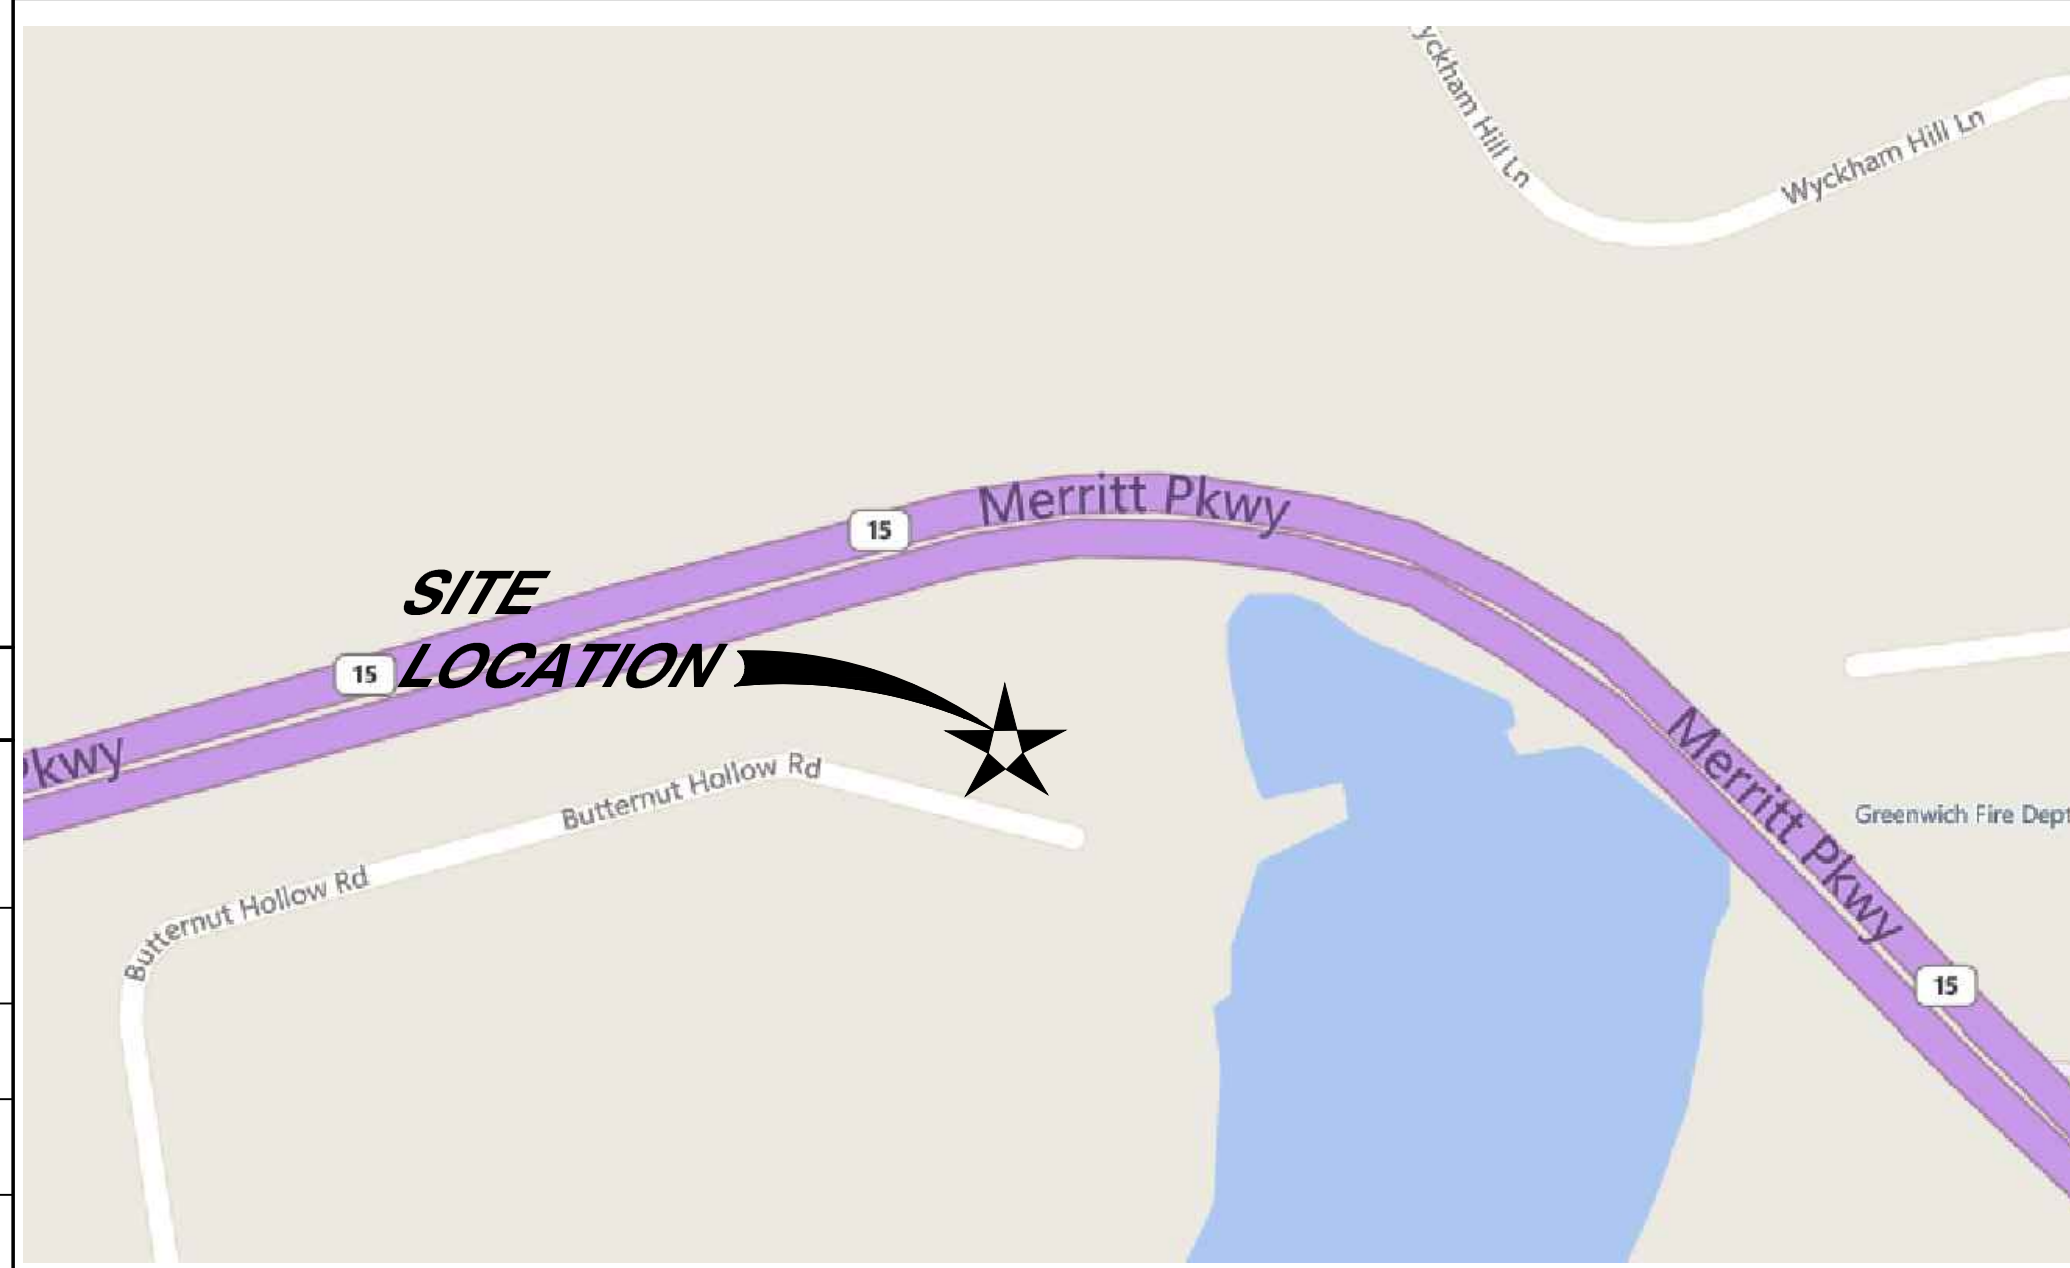 yckham Hill Ln
Wyckham Hill Ln
Merritt Pkwy
15
SITE
LOCATION
15
Pkwy
Butternut Hollow Rd
Butternut Hollow Rd
Merritt Pkwy
Greenwich Fire Dept
15